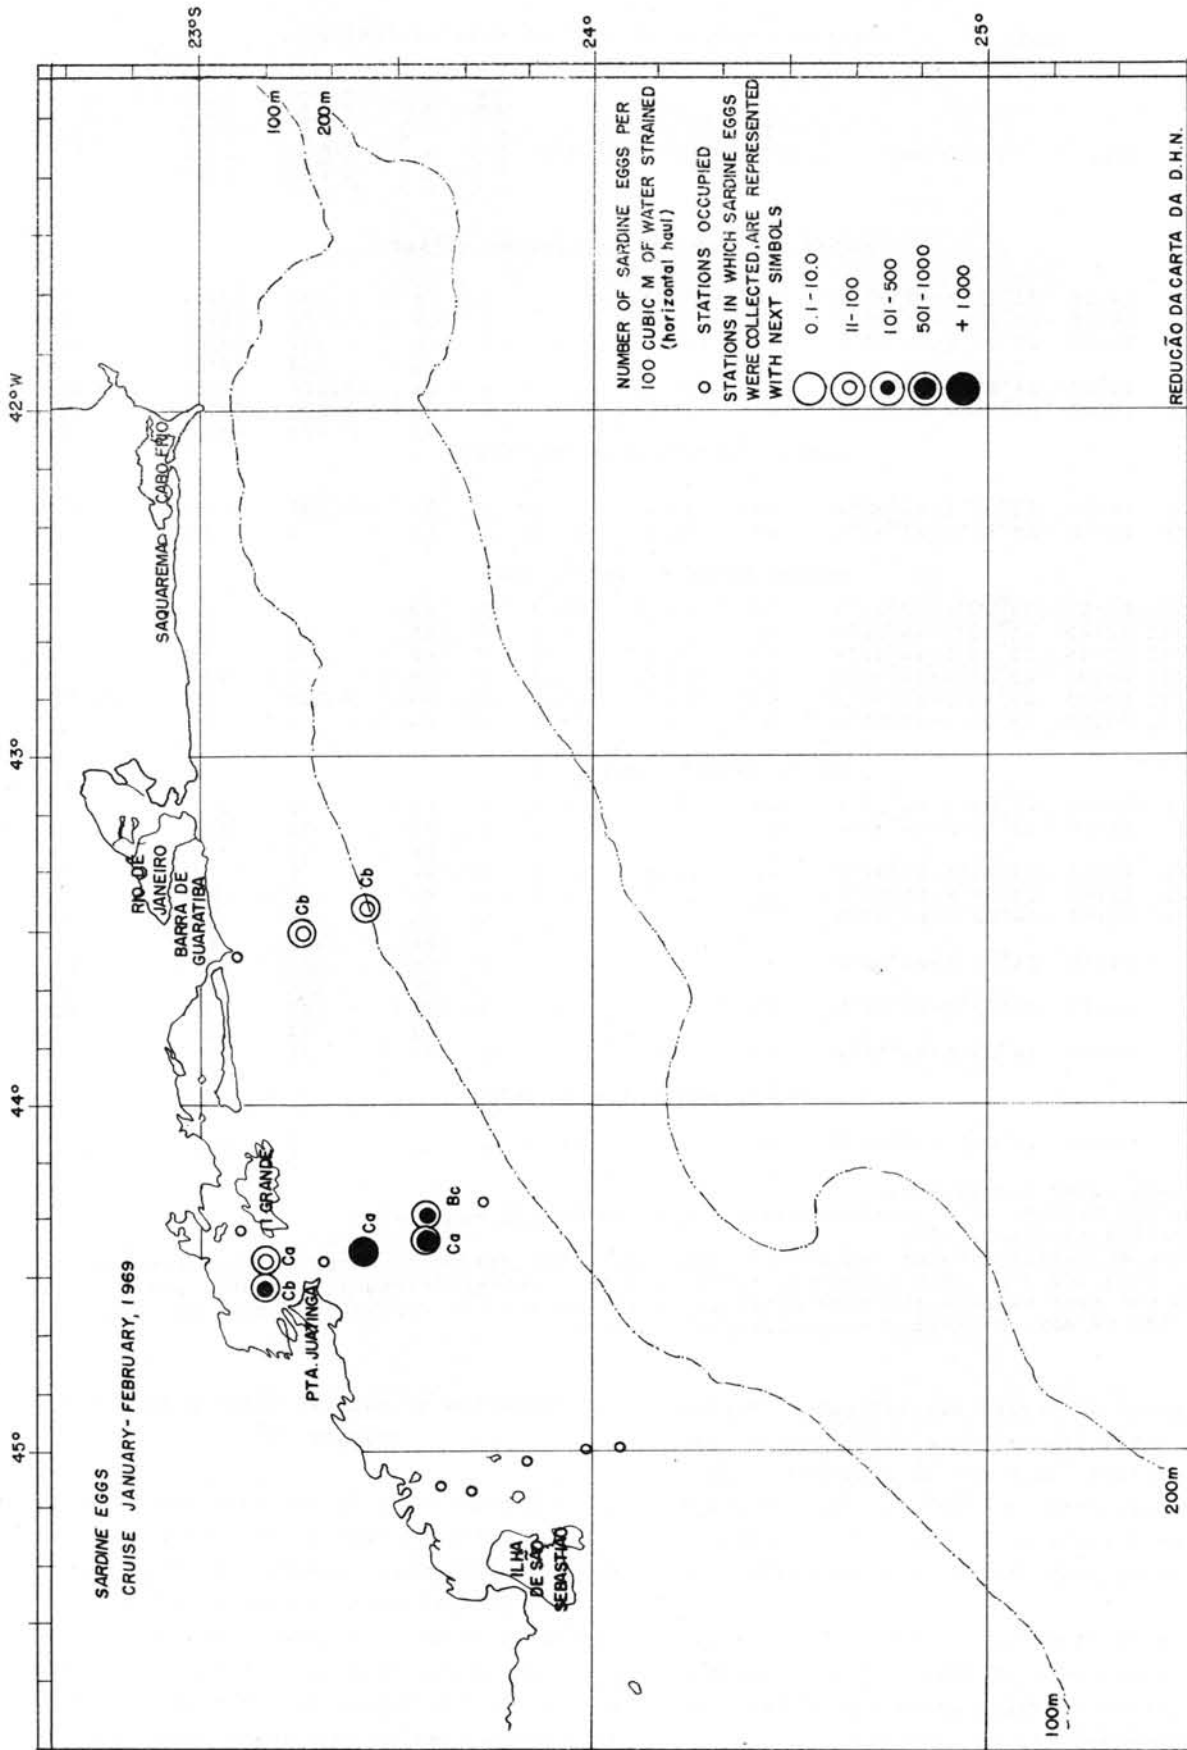 SARDINE EGGS
CRUISE JANUARY-FEBRUARY, 1969
45°
44°
43°
42°W
23°S
24°
25°
RIO DE
JANEIRO
BARRA DE
GUARATIBA
SAQUAREMA
CABO FRIO
I. GRANDE
PTA. JUATINGA
ILHA
DE SÃO
SEBASTIÃO
Cb
Ca
Ca
Ca
Bc
Cb
Cb
100m
200m
100m
200m
NUMBER OF SARDINE EGGS PER
100 CUBIC M OF WATER STRAINED
(horizontal haul)
STATIONS OCCUPIED
STATIONS IN WHICH SARDINE EGGS
WERE COLLECTED, ARE REPRESENTED
WITH NEXT SIMBOLS
0.1-10.0
11-100
101-500
501-1000
+1000
REDUÇÃO DA CARTA DA D.H.N.